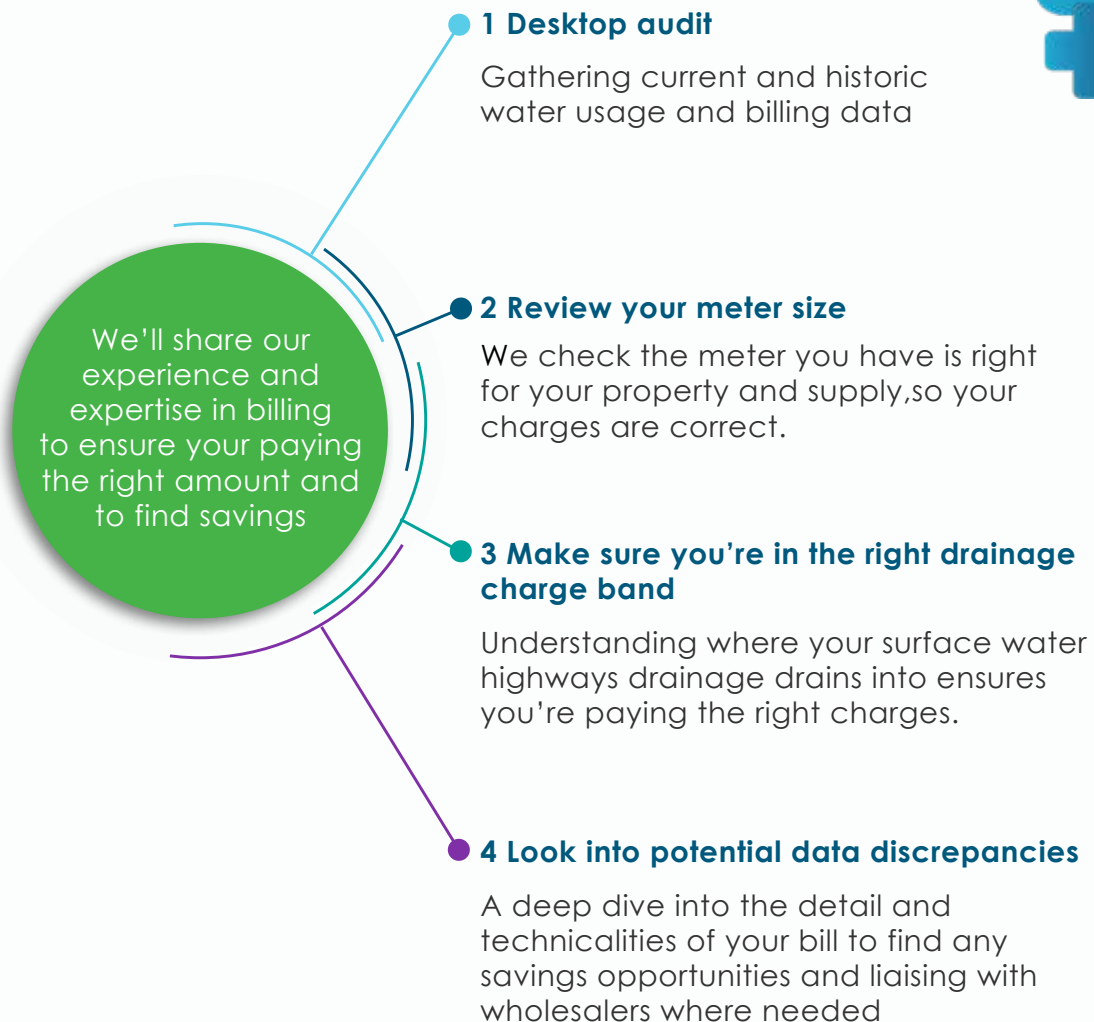 1 Desktop audit
Gathering current and historic
water usage and billing data
We'll share our
experience and
expertise in billing
to ensure your paying
the right amount and
to find savings
2 Review your meter size
We check the meter you have is right
for your property and supply,so your
charges are correct.
3 Make sure you're in the right drainage
charge band
Understanding where your surface water
highways drainage drains into ensures
you're paying the right charges.
4 Look into potential data discrepancies
A deep dive into the detail and
technicalities of your bill to find any
savings opportunities and liaising with
wholesalers where needed